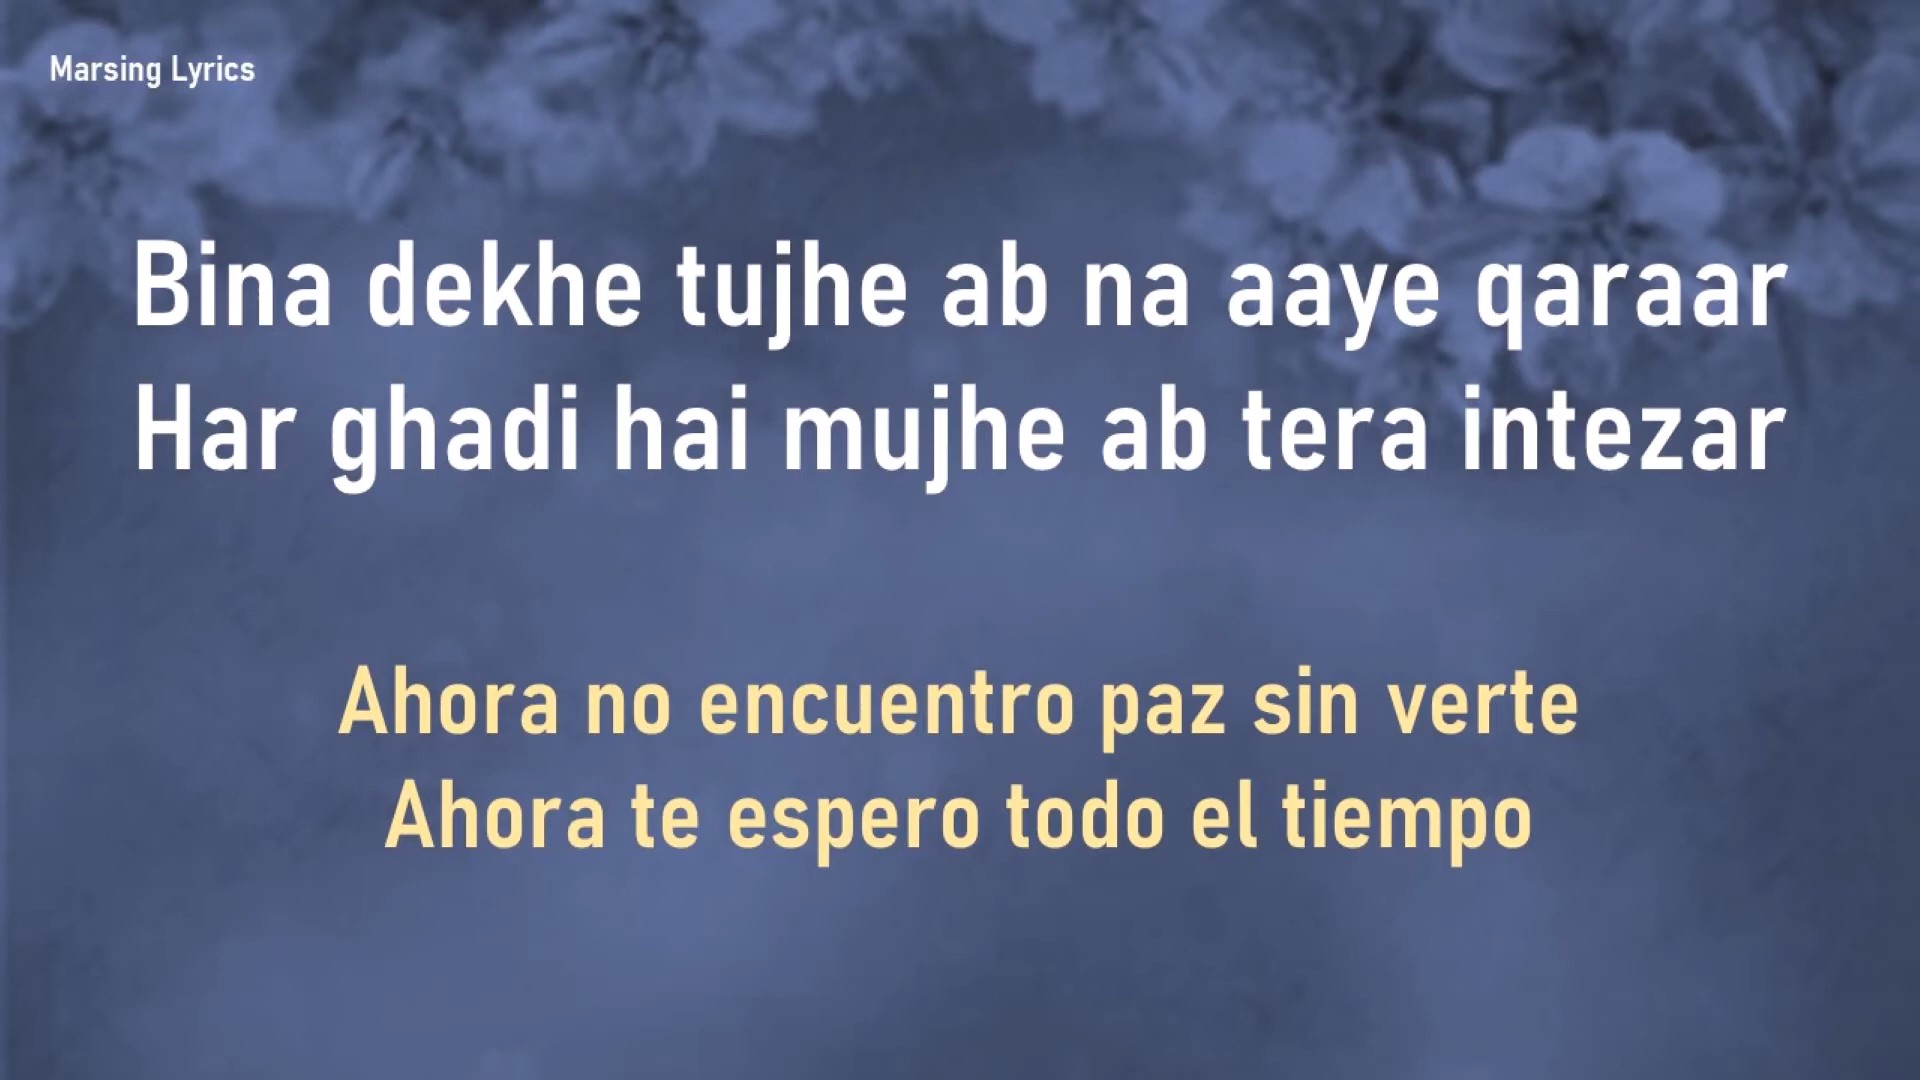 Marsing Lyrics
Bina dekhe tujhe ab na aaye qaraar
Har ghadi hai mujhe ab tera intezar
Ahora no encuentro paz sin verte
Ahora te espero todo el tiempo